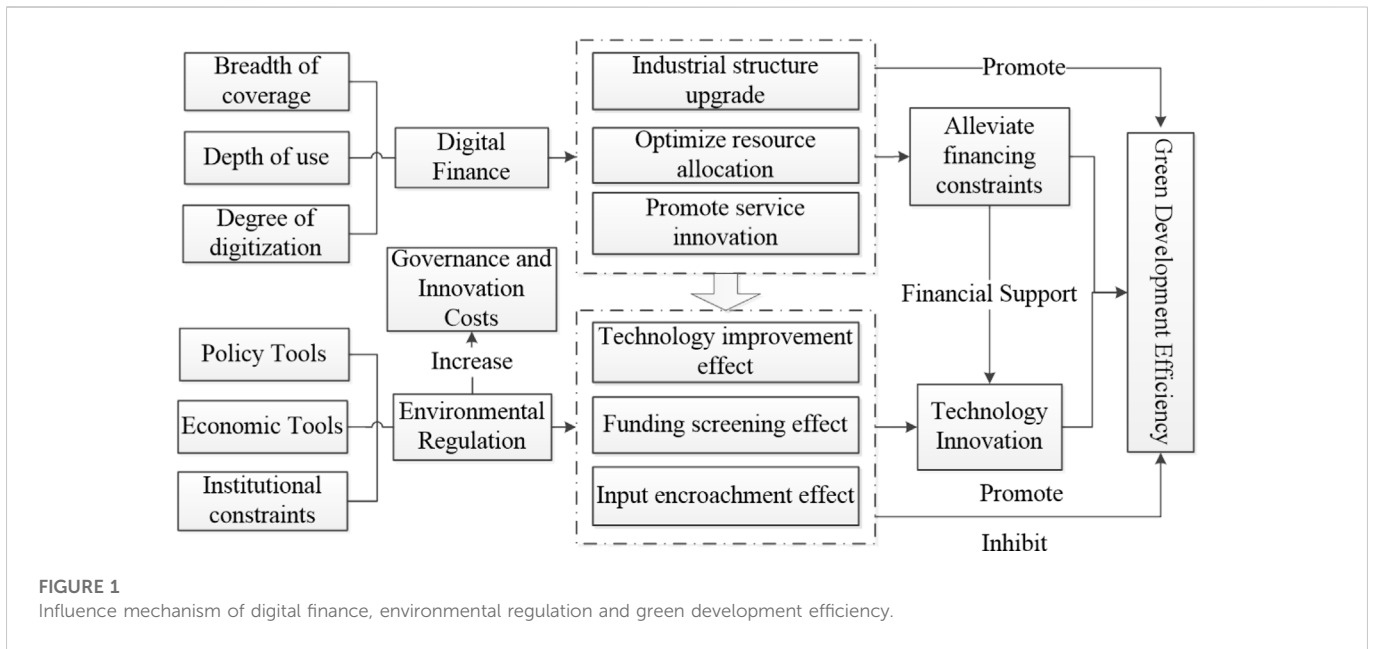 Breadth of
coverage
Depth of use
Degree of
digitization
Digital
Finance
Industrial structure
upgrade
Optimize resource
allocation
Promote service
innovation
Promote
Alleviate
financing
constraints
Green Development Efficiency
Governance and
Innovation
Costs
Increase
Financial Support
Policy Tools
Economic Tools
Institutional
constraints
Environmental
Regulation
Technology improvement
effect
Funding screening effect
Input encroachment effect
Technology
Innovation
Promote
Inhibit
FIGURE 1
Influence mechanism of digital finance, environmental regulation and green development efficiency.